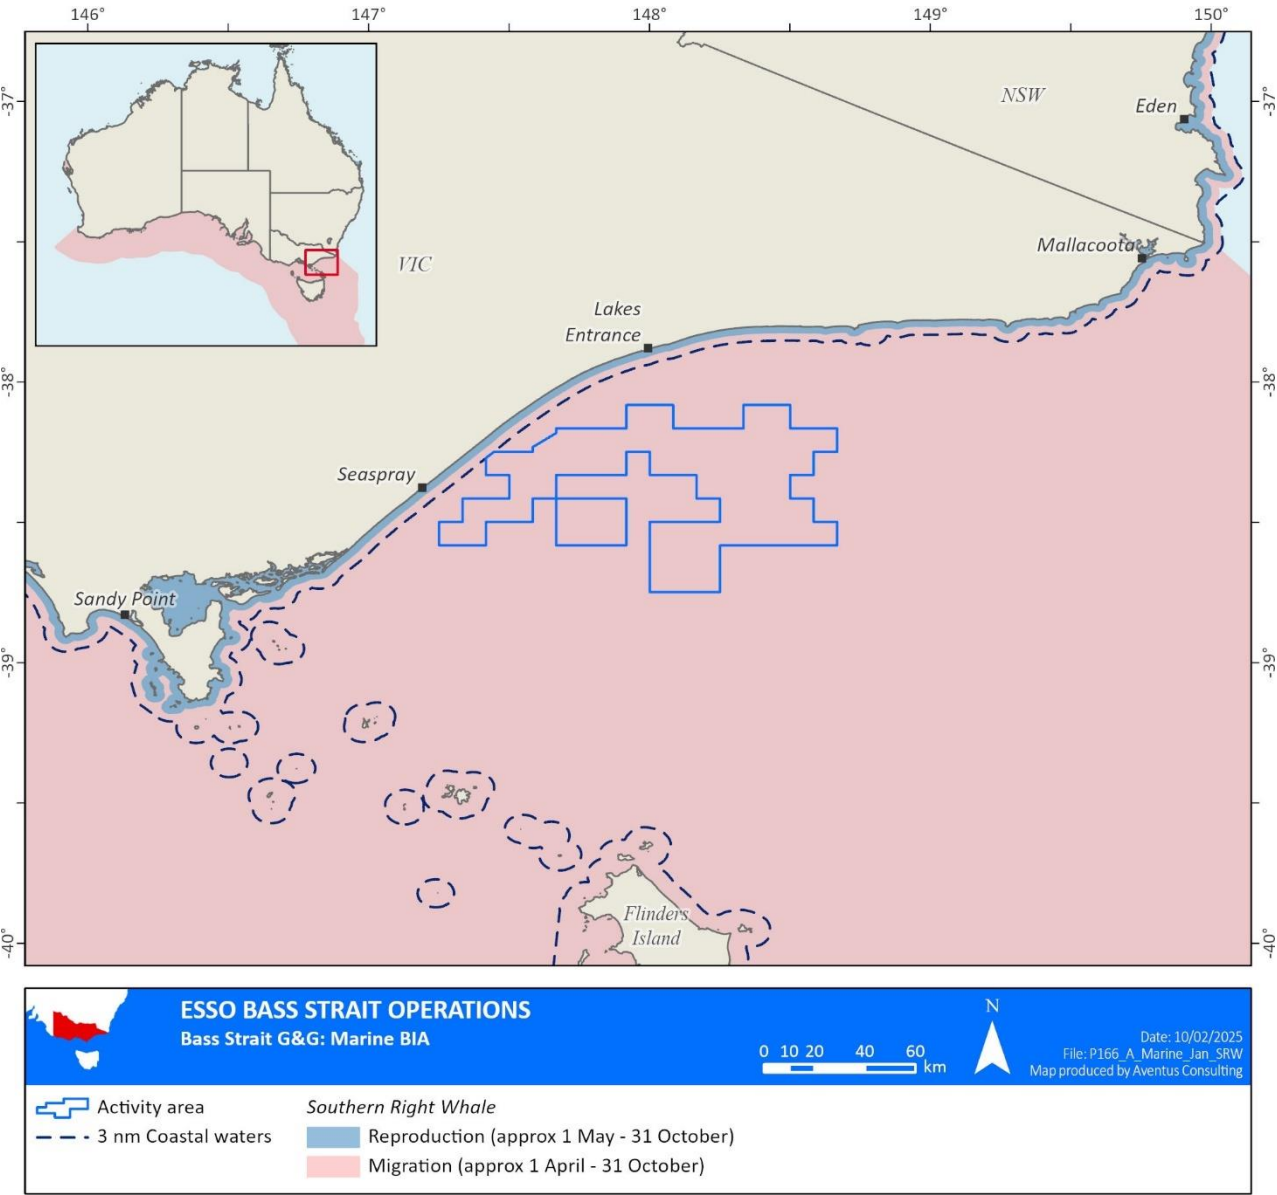 146°
147°
148°
149°
150°
-37°
-37°
NSW
Eden
Mallacoota
VIC
Lakes
Entrance
-38°
-38°
Seaspray
Sandy Point
-39°
-39°
Flinders
Island
-40°
-40°
ESSO BASS STRAIT OPERATIONS
Bass Strait G&G: Marine BIA
N
0 10 20 40 60
km
Date: 10/02/2025
File: P166_A_Marine_Jan_SRW
Map produced by Aventus Consulting
Activity area
3 nm Coastal waters
Southern Right Whale
Reproduction (approx 1 May - 31 October)
Migration (approx 1 April - 31 October)